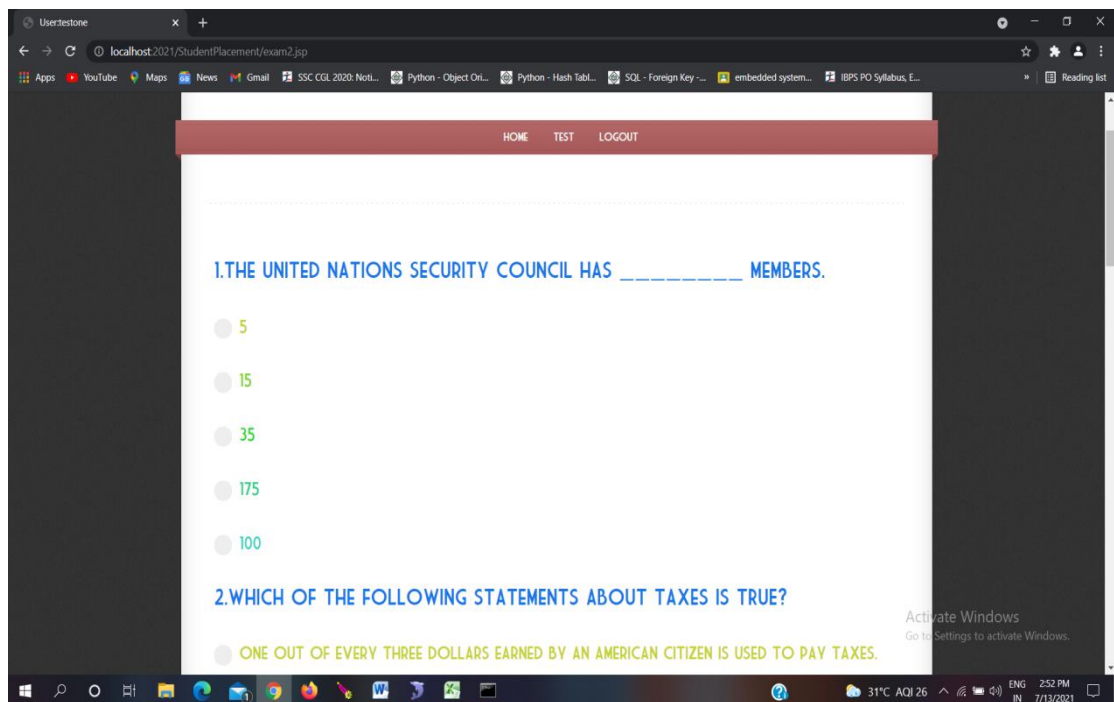 User:testone
localhost:2021/StudentPlacement/exam2.jsp
Apps YouTube Maps News Gmail SSC CGL 2020: Noti... Python - Object Ori... Python - Hash Tabl... SQL - Foreign Key -... embedded system... IBPS PO Syllabus, E... » Reading list
HOME TEST LOGOUT
1.THE UNITED NATIONS SECURITY COUNCIL HAS ________ MEMBERS.
5
15
35
175
100
2.WHICH OF THE FOLLOWING STATEMENTS ABOUT TAXES IS TRUE?
ONE OUT OF EVERY THREE DOLLARS EARNED BY AN AMERICAN CITIZEN IS USED TO PAY TAXES.
Activate Windows
Go to Settings to activate Windows.
31°C AQI 26
ENG
IN
2:52 PM
7/13/2021